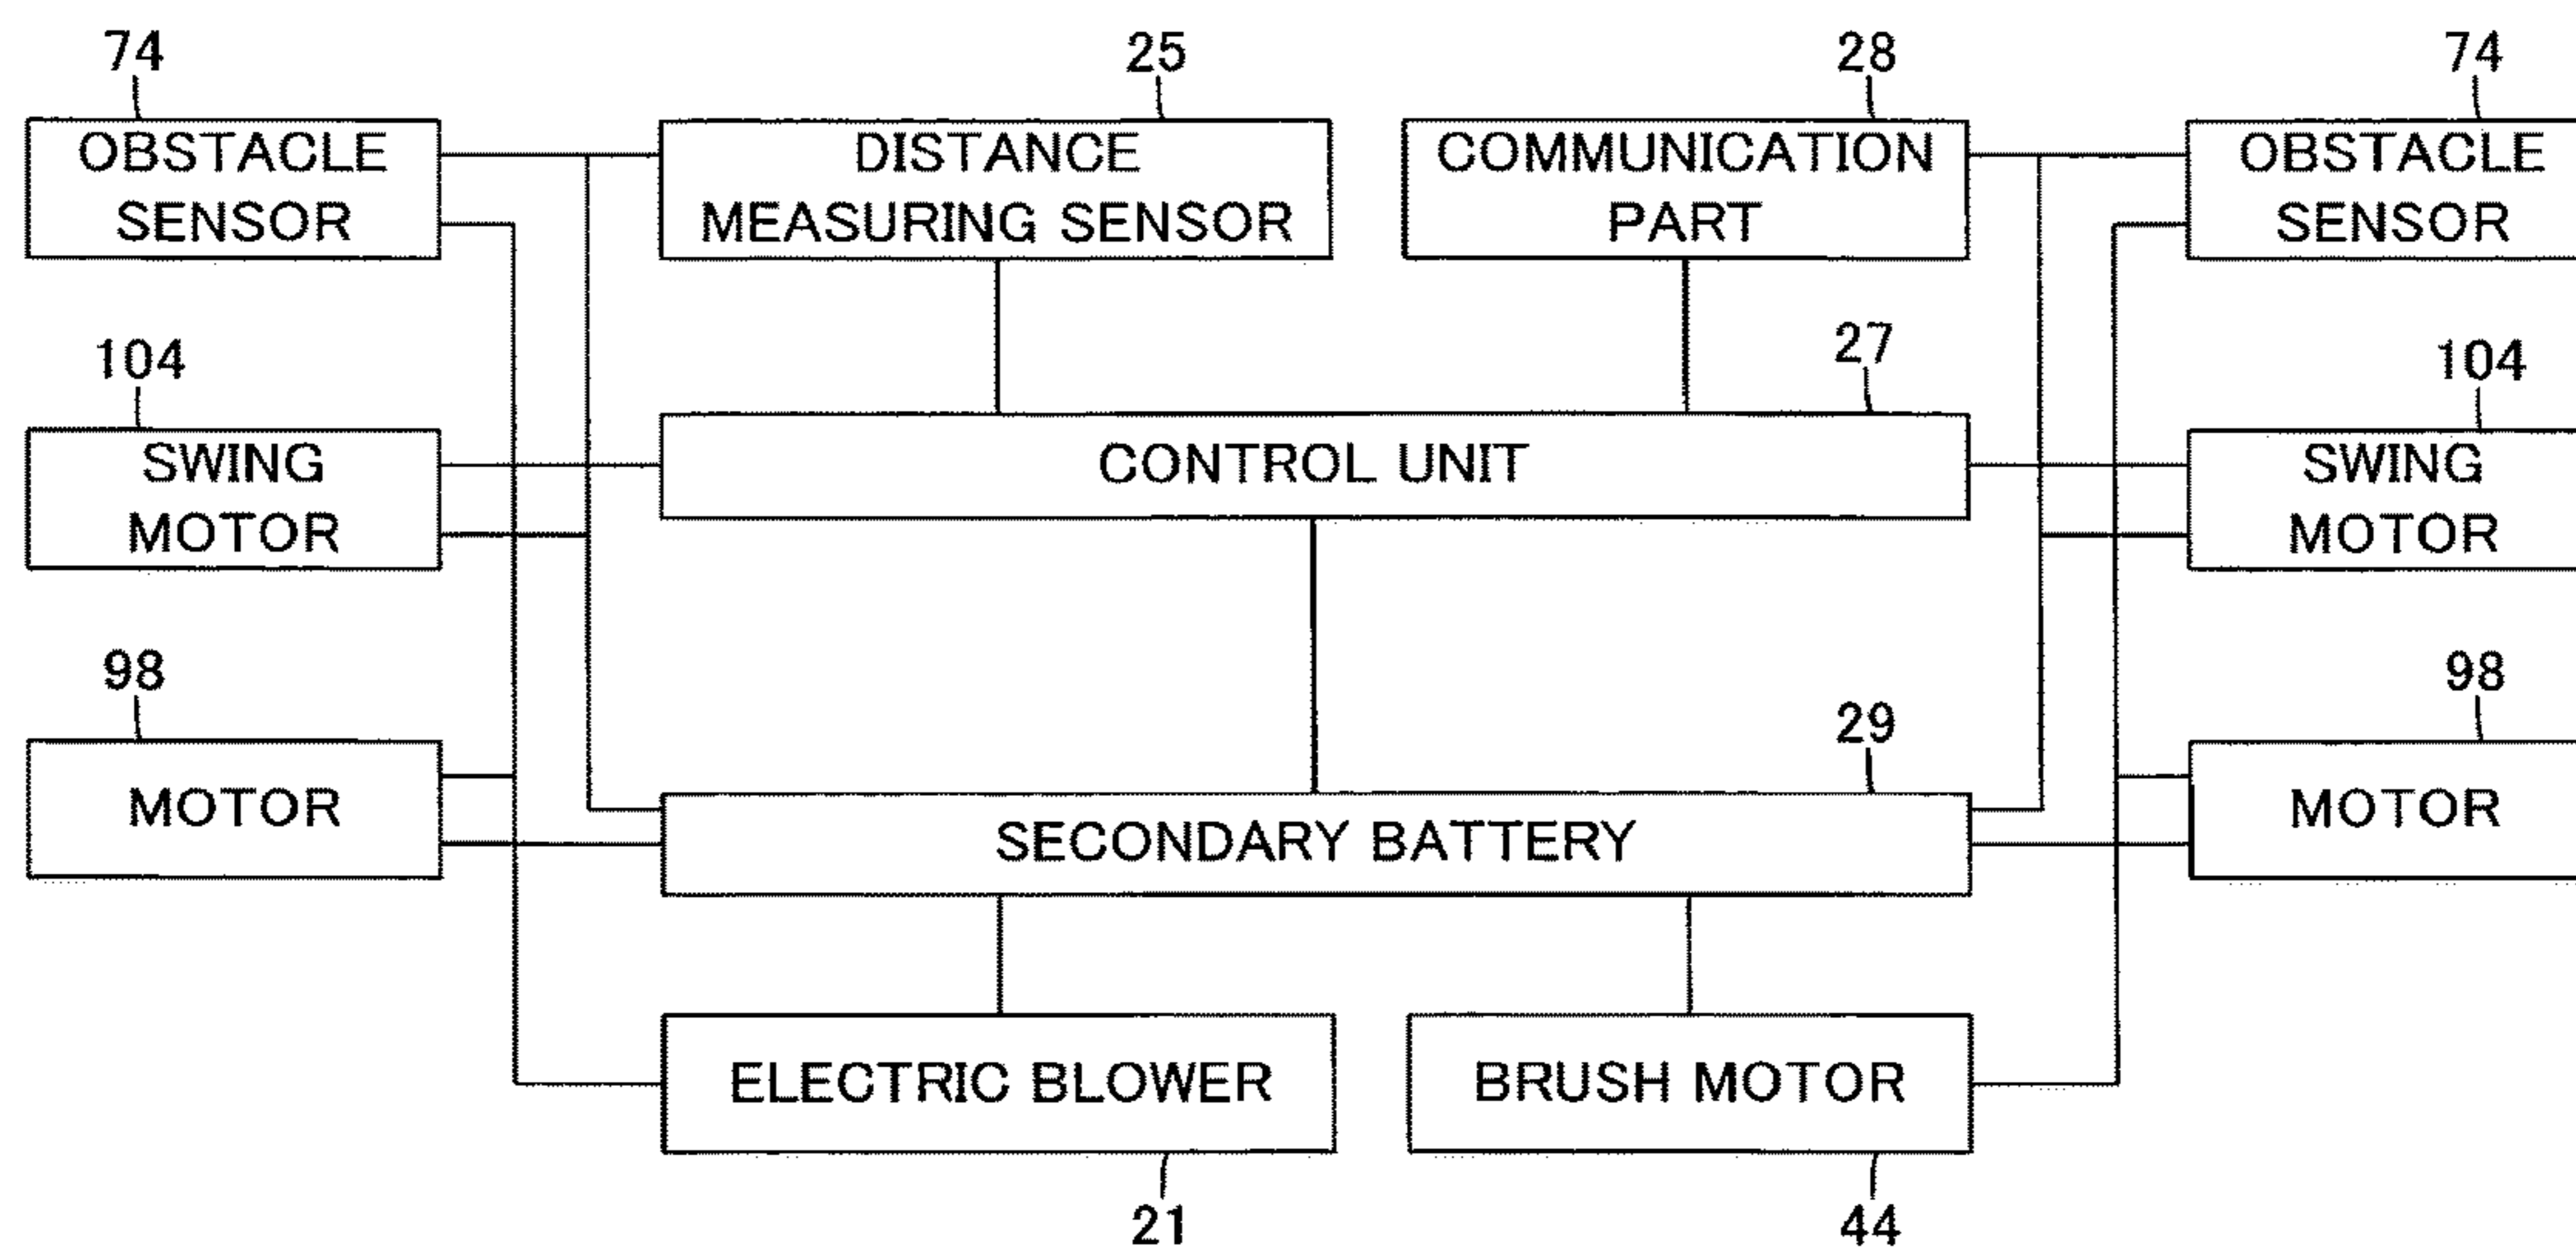 74
25
28
74
OBSTACLE
SENSOR
DISTANCE
MEASURING SENSOR
COMMUNICATION
PART
OBSTACLE
SENSOR
104
27
104
SWING
MOTOR
CONTROL UNIT
SWING
MOTOR
98
29
98
MOTOR
SECONDARY BATTERY
MOTOR
ELECTRIC BLOWER
BRUSH MOTOR
21
44